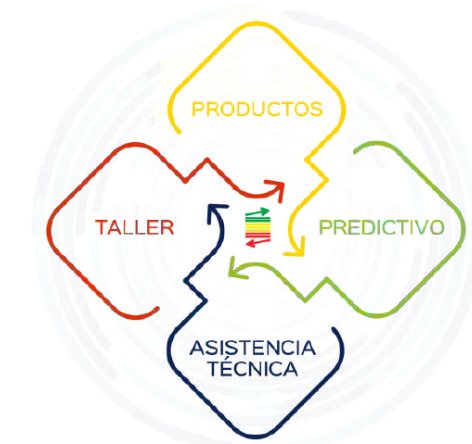 PRODUCTOS
TALLER
PREDICTIVO
ASISTENCIA
TÉCNICA